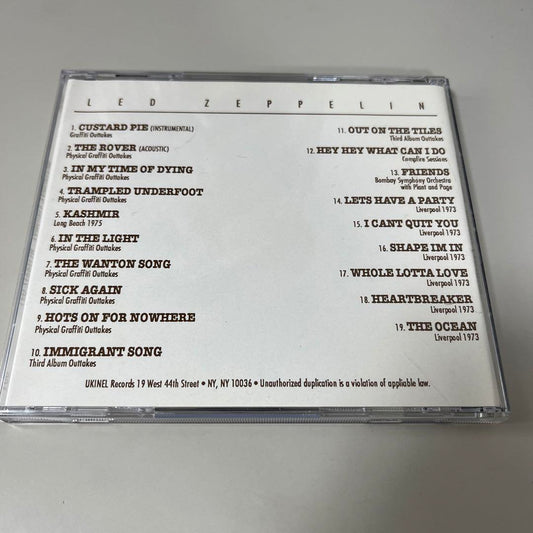 LED ZEPPELIN
1. CUSTARD PIE (INSTRUMENTAL)
Graffiti Outtakes
2. THE ROVER (ACOUSTIC)
Physical Graffiti Outtakes
3. IN MY TIME OF DYING
Physical Graffiti Outtakes
4. TRAMPLED UNDERFOOT
Physical Graffiti Outtakes
5. KASHMIR
Long Beach 1975
6. IN THE LIGHT
Physical Graffiti Outtakes
7. THE WANTON SONG
Physical Graffiti Outtakes
8. SICK AGAIN
Physical Graffiti Outtakes
9. HOTS ON FOR NOWHERE
Physical Graffiti Outtakes
10. IMMIGRANT SONG
Third Album Outtakes
11. OUT ON THE TILES
Third Album Outtakes
12. HEY HEY WHAT CAN I DO
Campfire Sessions
13. FRIENDS
Bombay Symphony Orchestra
with Plant and Page
14. LETS HAVE A PARTY
Liverpool 1973
15. I CANT QUIT YOU
Liverpool 1973
16. SHAPE IM IN
Liverpool 1973
17. WHOLE LOTTA LOVE
Liverpool 1973
18. HEARTBREAKER
Liverpool 1973
19. THE OCEAN
Liverpool 1973
UKINEL Records 19 West 44th Street • NY, NY 10036 • Unauthorized duplication is a violation of applicable law.